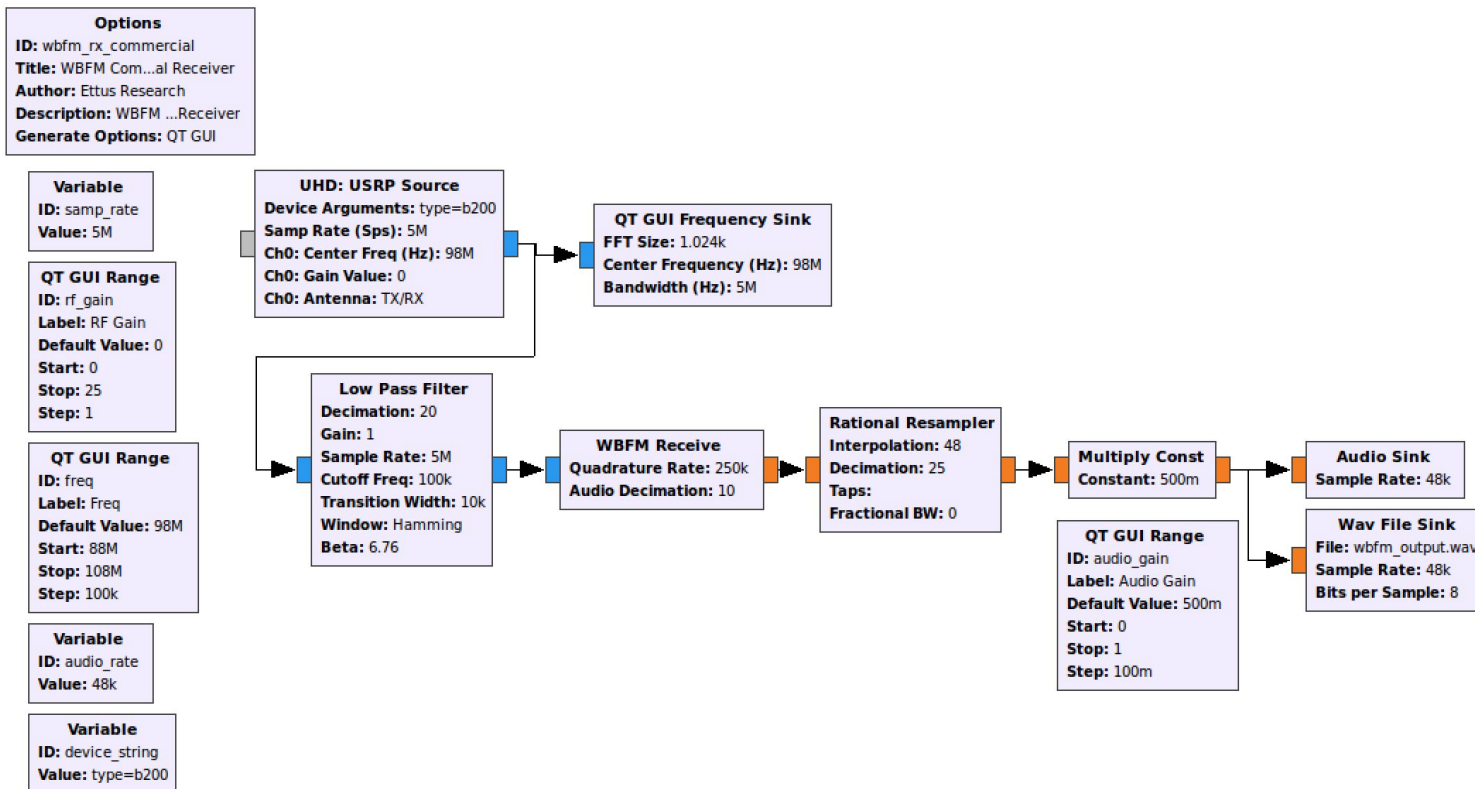 Options
ID: wbfm_rx_commercial
Title: WBFM Com...al Receiver
Author: Ettus Research
Description: WBFM ...Receiver
Generate Options: QT GUI
Variable
ID: samp_rate
Value: 5M
QT GUI Range
ID: rf_gain
Label: RF Gain
Default Value: 0
Start: 0
Stop: 25
Step: 1
QT GUI Range
ID: freq
Label: Freq
Default Value: 98M
Start: 88M
Stop: 108M
Step: 100k
Variable
ID: audio_rate
Value: 48k
Variable
ID: device_string
Value: type=b200
UHD: USRP Source
Device Arguments: type=b200
Samp Rate (Sps): 5M
Ch0: Center Freq (Hz): 98M
Ch0: Gain Value: 0
Ch0: Antenna: TX/RX
QT GUI Frequency Sink
FFT Size: 1.024k
Center Frequency (Hz): 98M
Bandwidth (Hz): 5M
Low Pass Filter
Decimation: 20
Gain: 1
Sample Rate: 5M
Cutoff Freq: 100k
Transition Width: 10k
Window: Hamming
Beta: 6.76
WBFM Receive
Quadrature Rate: 250k
Audio Decimation: 10
Rational Resampler
Interpolation: 48
Decimation: 25
Taps:
Fractional BW: 0
Multiply Const
Constant: 500m
QT GUI Range
ID: audio_gain
Label: Audio Gain
Default Value: 500m
Start: 0
Stop: 1
Step: 100m
Audio Sink
Sample Rate: 48k
Wav File Sink
File: wbfm_output.wav
Sample Rate: 48k
Bits per Sample: 8